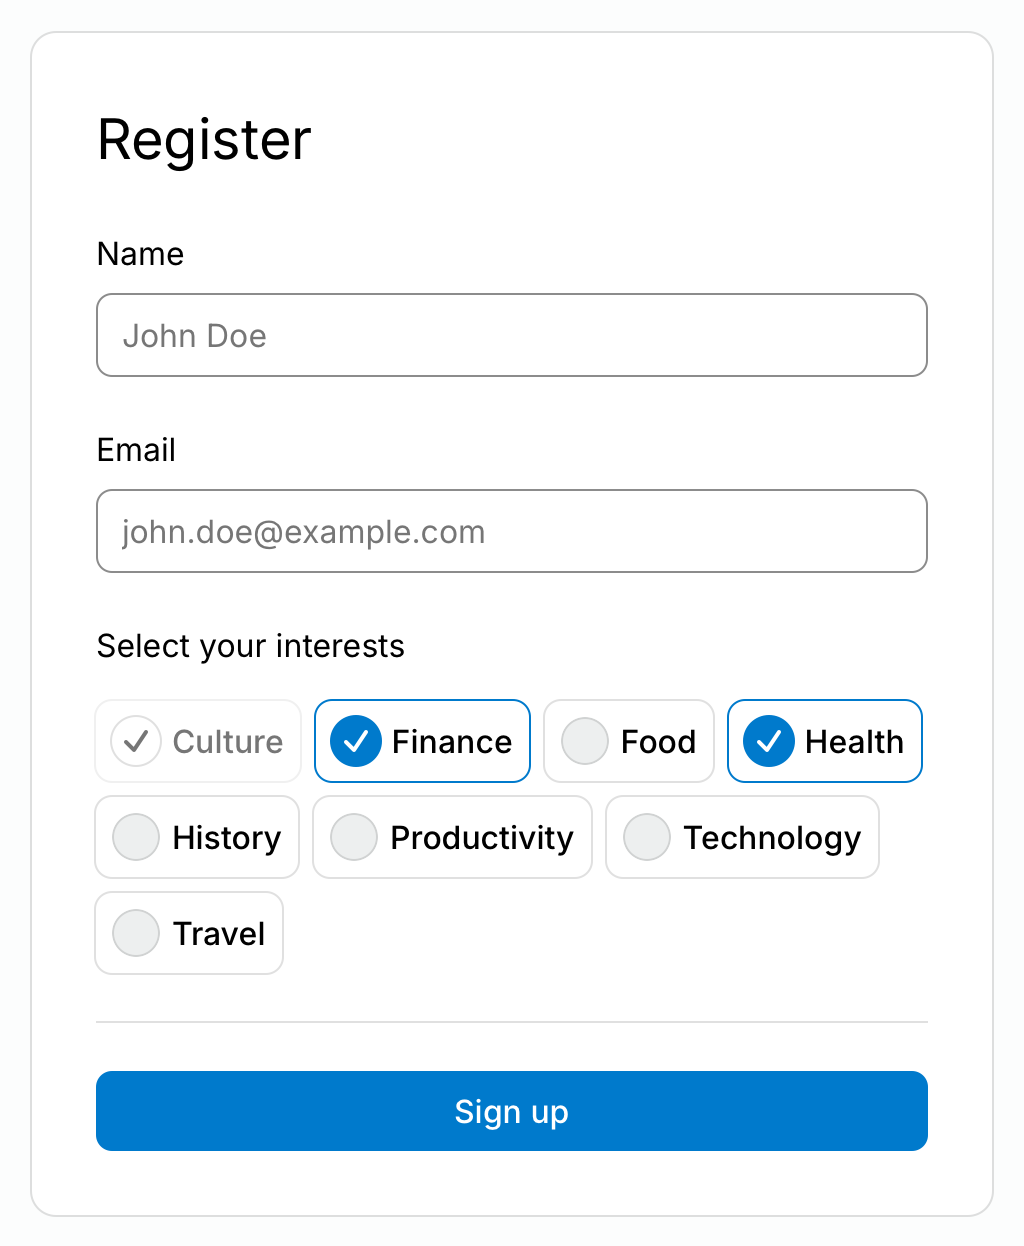 Register
Name
John Doe
Email
john.doe@example.com
Select your interests
Culture Finance Food Health
History Productivity Technology
Travel
Sign up